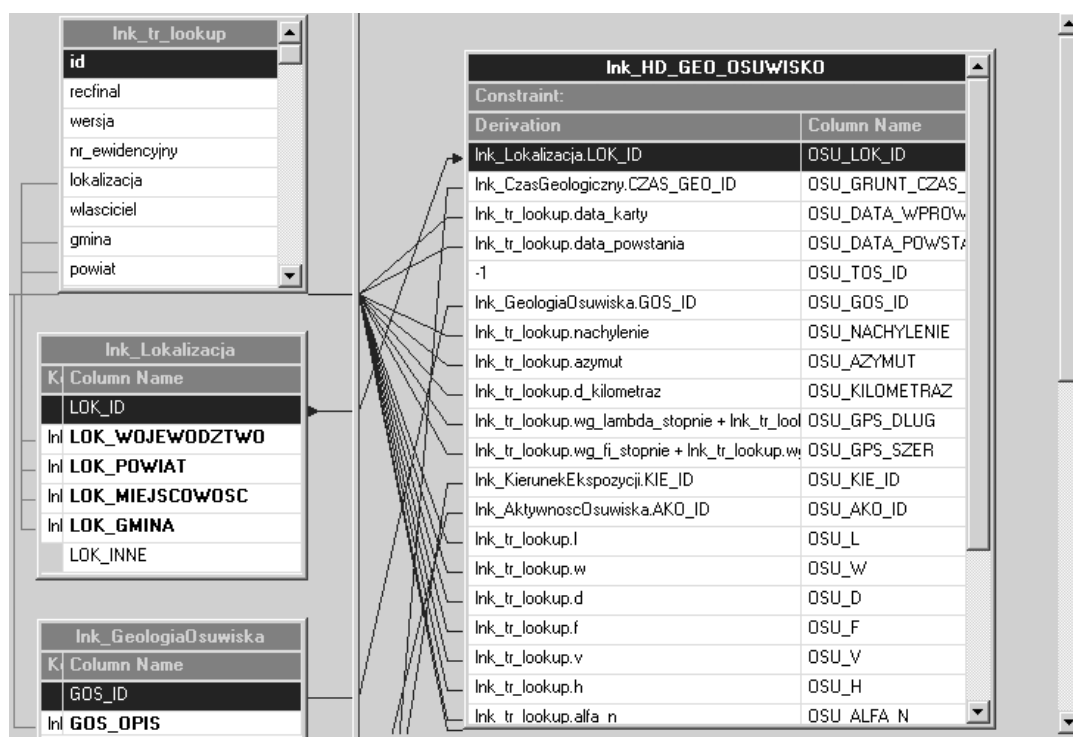 lnk_tr_lookup
id
recfinal
wersja
nr_ewidencyjny
lokalizacja
wlasciciel
gmina
powiat
lnk_Lokalizacja
Column Name
LOK_ID
LOK_WOJEWODZTWO
LOK_POWIAT
LOK_MIEJSCOWOSC
LOK_GMINA
LOK_INNE
lnk_GeologiaOsuwiska
Column Name
GOS_ID
GOS_OPIS
lnk_HD_GEO_OSUWISKO
Constraint:
Derivation Column Name
lnk_Lokalizacja.LOK_ID OSU_LOK_ID
lnk_CzasGeologiczny.CZAS_GEO_ID OSU_GRUNT_CZAS_
lnk_tr_lookup.data_karty OSU_DATA_WPROW
lnk_tr_lookup.data_powstania OSU_DATA_POWSTA
-1 OSU_TOS_ID
lnk_GeologiaOsuwiska.GOS_ID OSU_GOS_ID
lnk_tr_lookup.nachylenie OSU_NACHYLENIE
lnk_tr_lookup.azymut OSU_AZYMUT
lnk_tr_lookup.d_kilometraz OSU_KILOMETRAZ
lnk_tr_lookup.wg_lambda_stopnie + lnk_tr_lool OSU_GPS_DLUG
lnk_tr_lookup.wg_fi_stopnie + lnk_tr_lookup.w OSU_GPS_SZER
lnk_KierunekEkspozycji.KIE_ID OSU_KIE_ID
lnk_AktywnoscOsuwiska.AKO_ID OSU_AKO_ID
lnk_tr_lookup.l OSU_L
lnk_tr_lookup.w OSU_W
lnk_tr_lookup.d OSU_D
lnk_tr_lookup.f OSU_F
lnk_tr_lookup.v OSU_V
lnk_tr_lookup.h OSU_H
lnk_tr_lookup.alfa_n OSU_ALFA_N